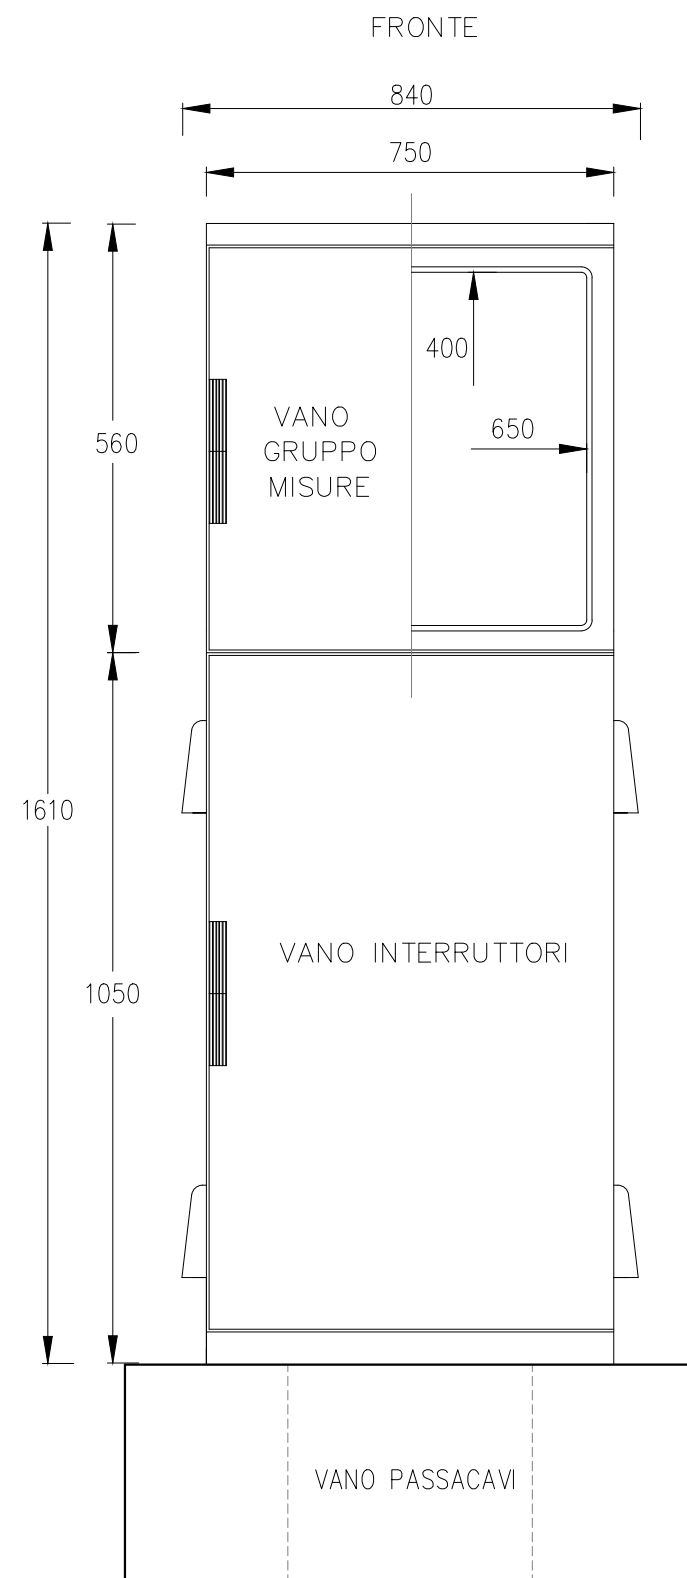 FRONTE
840
750
400
650
VANO
GRUPPO
MISURE
560
1610
VANO INTERRUTTORI
1050
VANO PASSACAVI